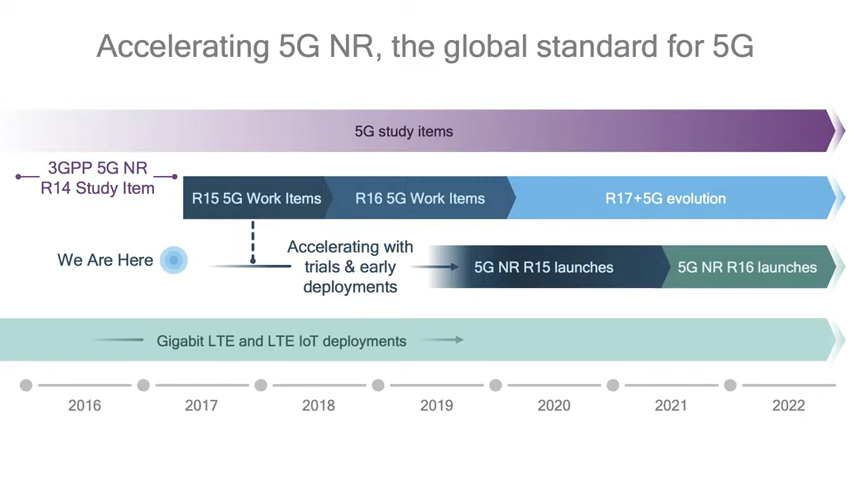 Accelerating 5G NR, the global standard for 5G
5G study items
3GPP 5G NR
R14 Study Item
R15 5G Work Items
R16 5G Work Items
R17+5G evolution
We Are Here
Accelerating with
trials & early
deployments
5G NR R15 launches
5G NR R16 launches
Gigabit LTE and LTE IoT deployments
2016
2017
2018
2019
2020
2021
2022